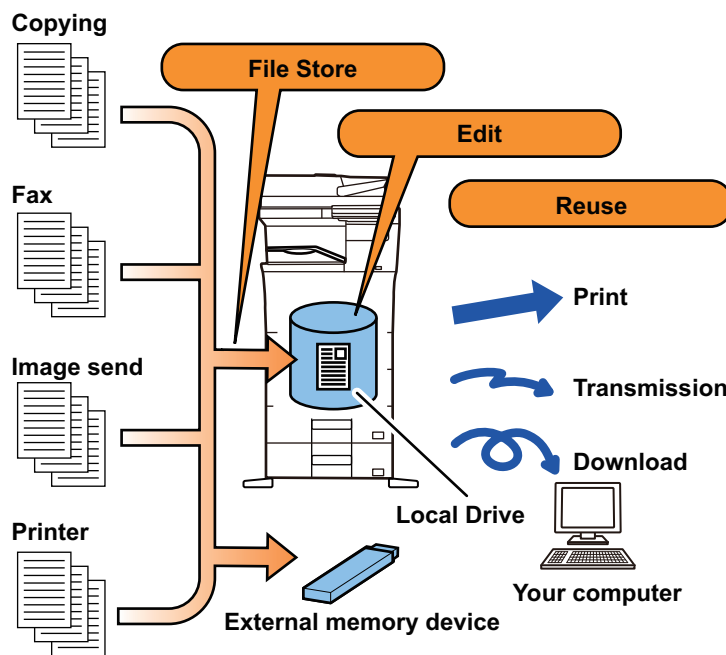 Copying
File Store
Edit
Fax
Reuse
Print
Image send
Transmission
Download
Local Drive
Printer
Your computer
External memory device